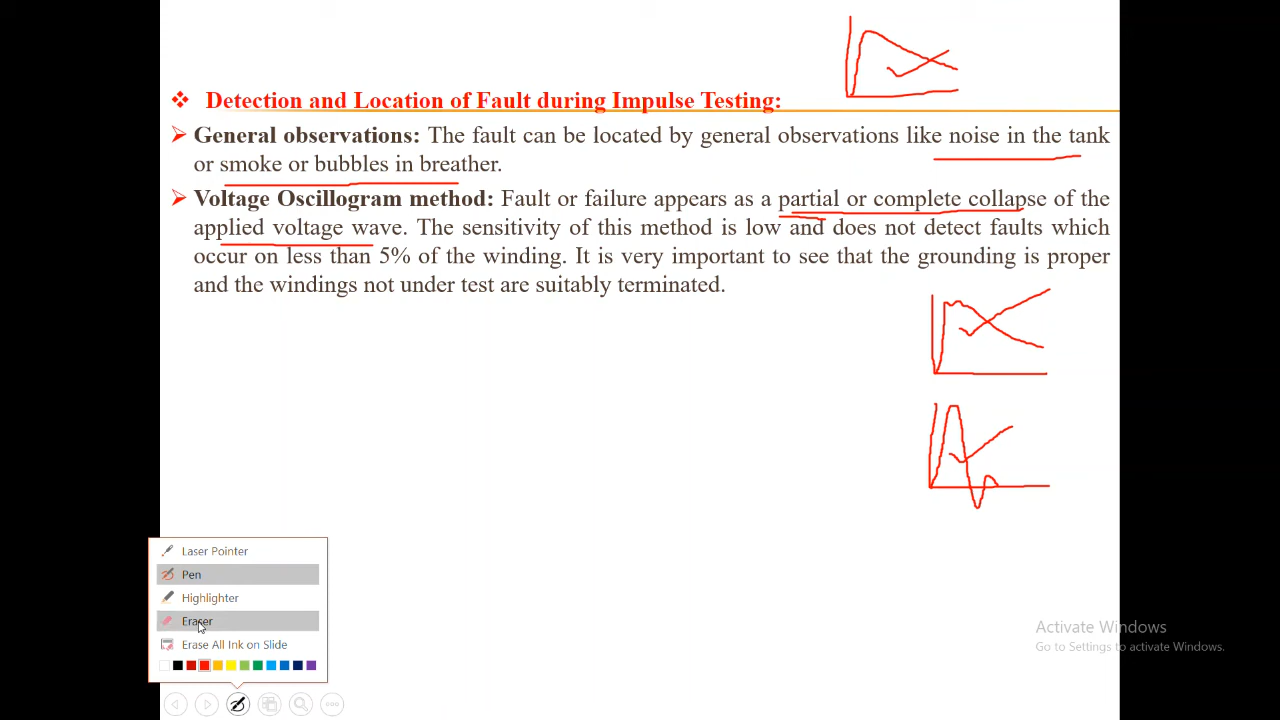 ❖ Detection and Location of Fault during Impulse Testing:
➤ General observations: The fault can be located by general observations like noise in the tank
or smoke or bubbles in breather.
➤ Voltage Oscillogram method: Fault or failure appears as a partial or complete collapse of the
applied voltage wave. The sensitivity of this method is low and does not detect faults which
occur on less than 5% of the winding. It is very important to see that the grounding is proper
and the windings not under test are suitably terminated.
Laser Pointer
Pen
Highlighter
Eraser
Erase All Ink on Slide
Activate Windows
Go to Settings to activate Windows.